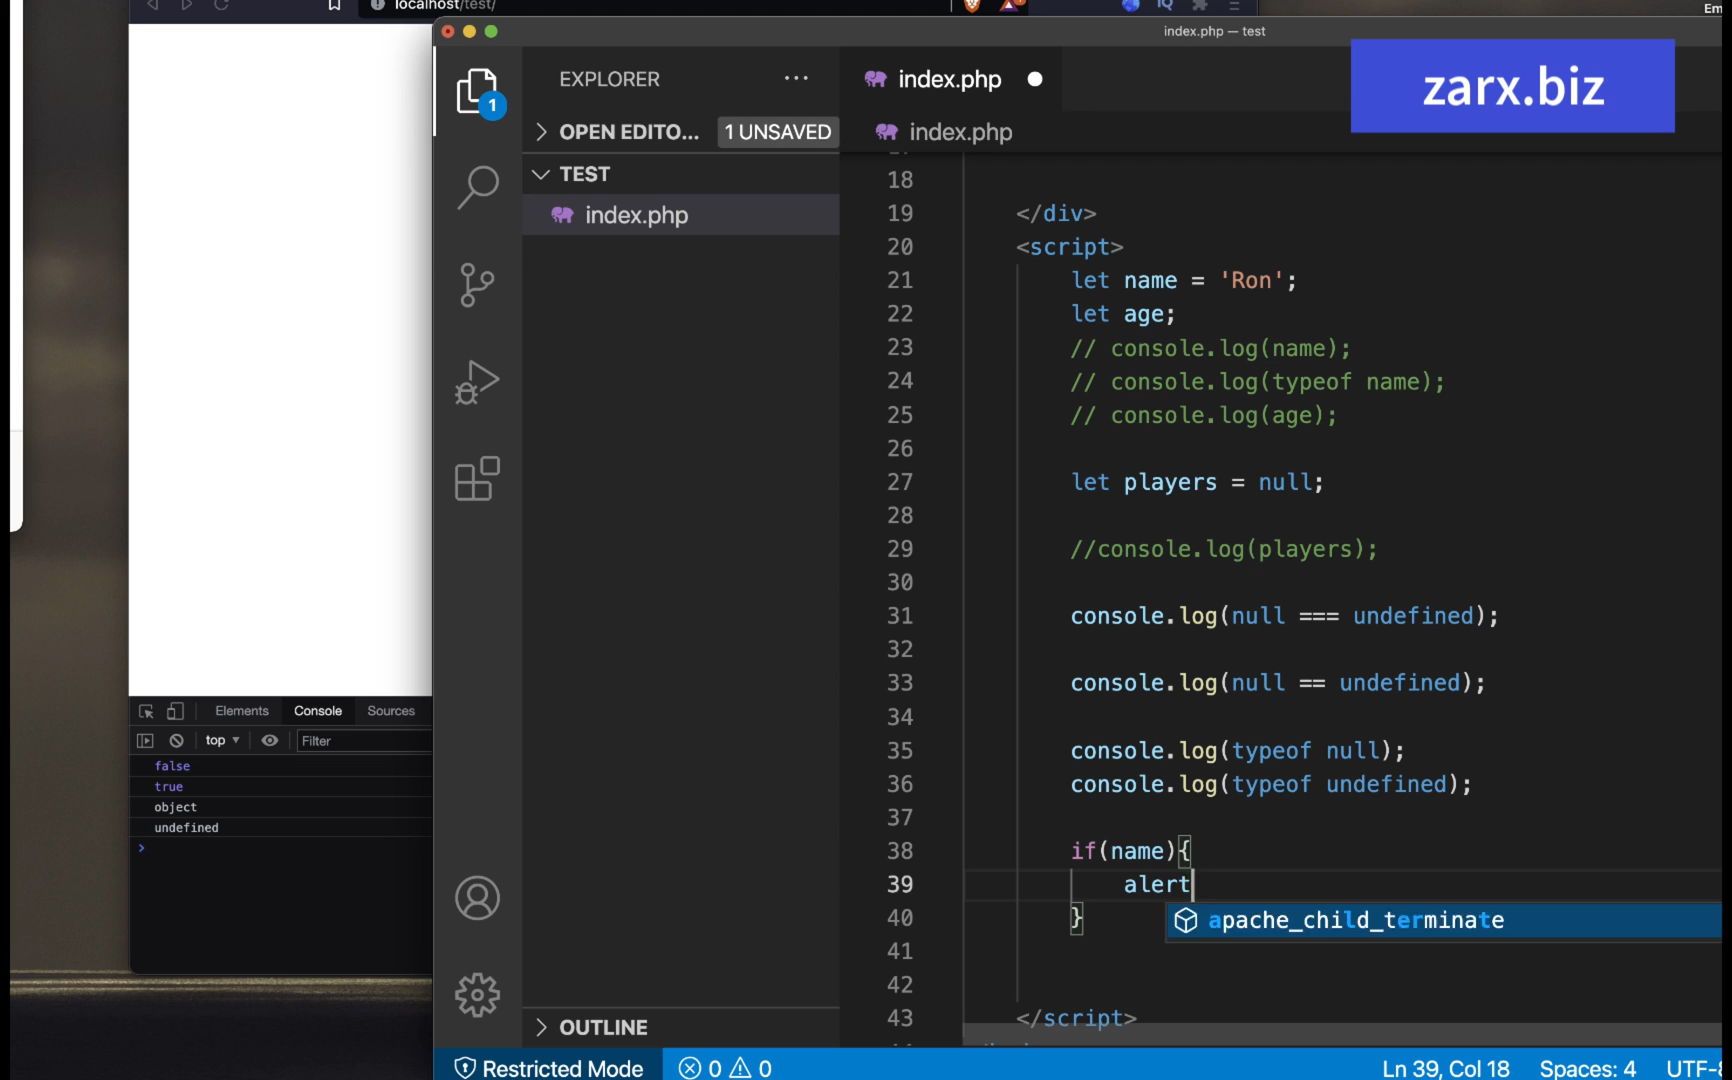 localhost/test/
Em
index.php — test
zarx.biz
EXPLORER
index.php
1
OPEN EDITO... 1 UNSAVED
index.php
TEST
index.php
18
19 </div>
20 <script>
21 let name = 'Ron';
22 let age;
23 // console.log(name);
24 // console.log(typeof name);
25 // console.log(age);
26
27 let players = null;
28
29 //console.log(players);
30
31 console.log(null === undefined);
32
33 console.log(null == undefined);
34
35 console.log(typeof null);
36 console.log(typeof undefined);
37
38 if(name){
39 alert
40 }
apache_child_terminate
41
42
43 </script>
Elements Console Sources
top Filter
false
true
object
undefined
OUTLINE
Restricted Mode 0 0 Ln 39, Col 18 Spaces: 4 UTF-8